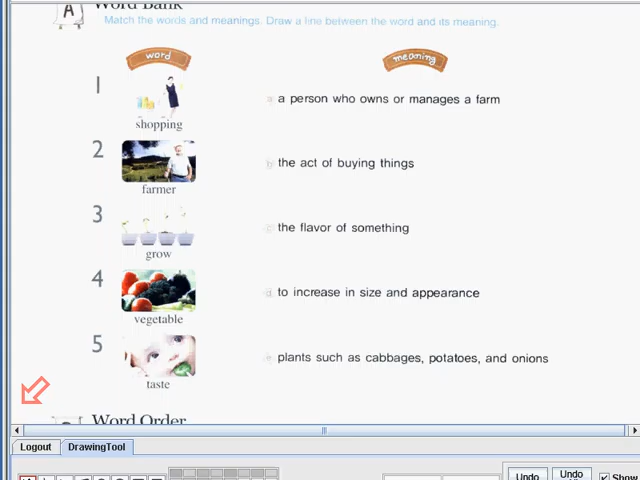 A Word Bank
Match the words and meanings. Draw a line between the word and its meaning.
word meaning
1 shopping
a a person who owns or manages a farm
2 farmer
b the act of buying things
3 grow
c the flavor of something
4 vegetable
d to increase in size and appearance
5 taste
e plants such as cabbages, potatoes, and onions
Word Order
Logout DrawingTool
Undo Undo Show